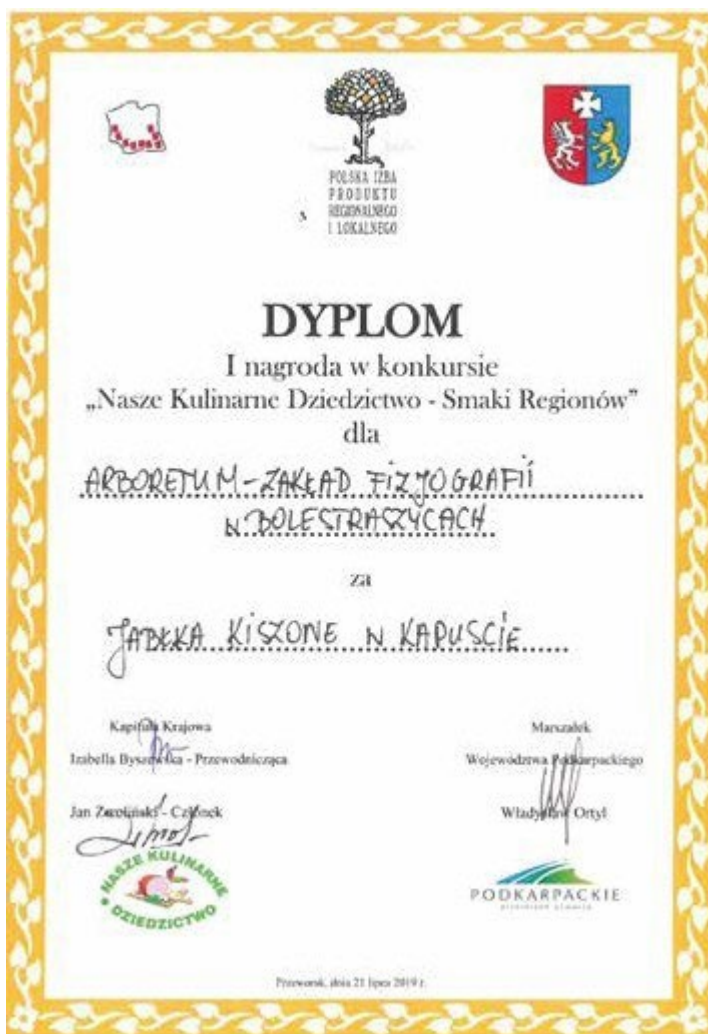 POLSKA IZBA
PRODUKTU
REGIONALNEGO
I LOKALNEGO
DYPLOM
I nagroda w konkursie
„Nasze Kulinarne Dziedzictwo - Smaki Regionów”
dla
ARBORETUM-ZAKŁAD FIZJOGRAFII
W BOLESTRASZYCACH
za
JABŁKA KISZONE W KAPUŚCIE
Kapituła Krajowa
Izabella Byszewska - Przewodnicząca
Jan Zwoliński - Członek
Marszałek
Województwa Podkarpackiego
Władysław Ortyl
NASZE KULINARNE
DZIEDZICTWO
PODKARPACKIE
Przeworsk, dnia 21 lipca 2019 r.